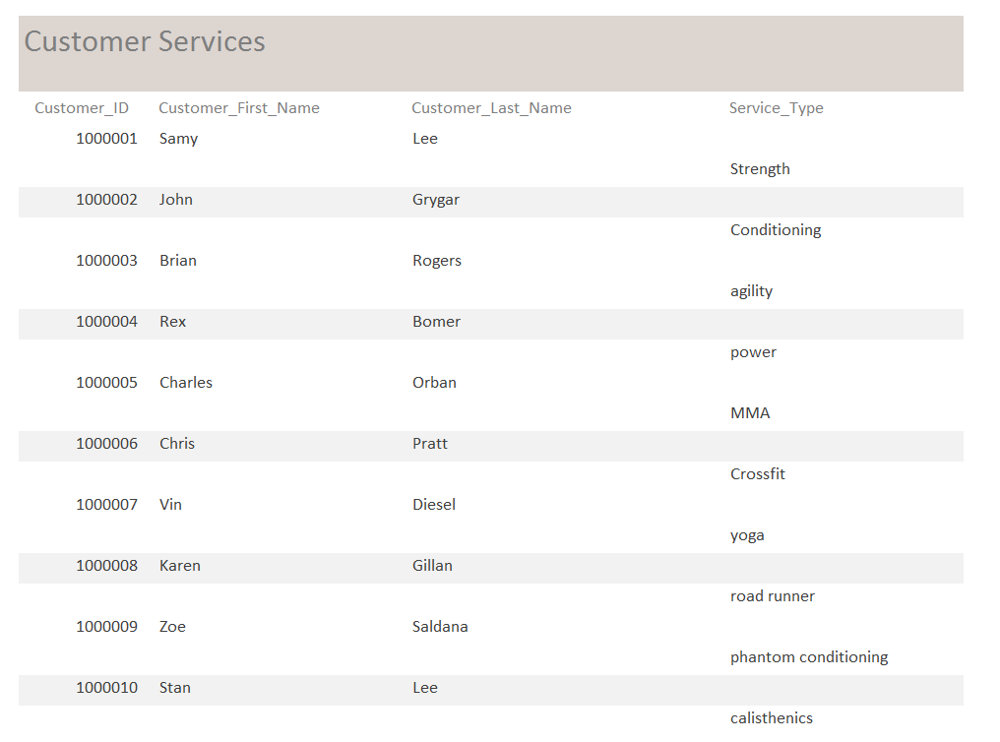 Customer Services
Customer_ID Customer_First_Name Customer_Last_Name Service_Type
1000001 Samy Lee
Strength
1000002 John Grygar
Conditioning
1000003 Brian Rogers
agility
1000004 Rex Bomer
power
1000005 Charles Orban
MMA
1000006 Chris Pratt
Crossfit
1000007 Vin Diesel
yoga
1000008 Karen Gillan
road runner
1000009 Zoe Saldana
phantom conditioning
1000010 Stan Lee
calisthenics